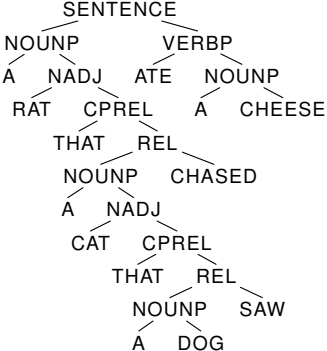 SENTENCE
NOUNP VERBP
A NADJ ATE NOUNP
RAT CPREL A CHEESE
THAT REL
NOUNP CHASED
A NADJ
CAT CPREL
THAT REL
NOUNP SAW
A DOG